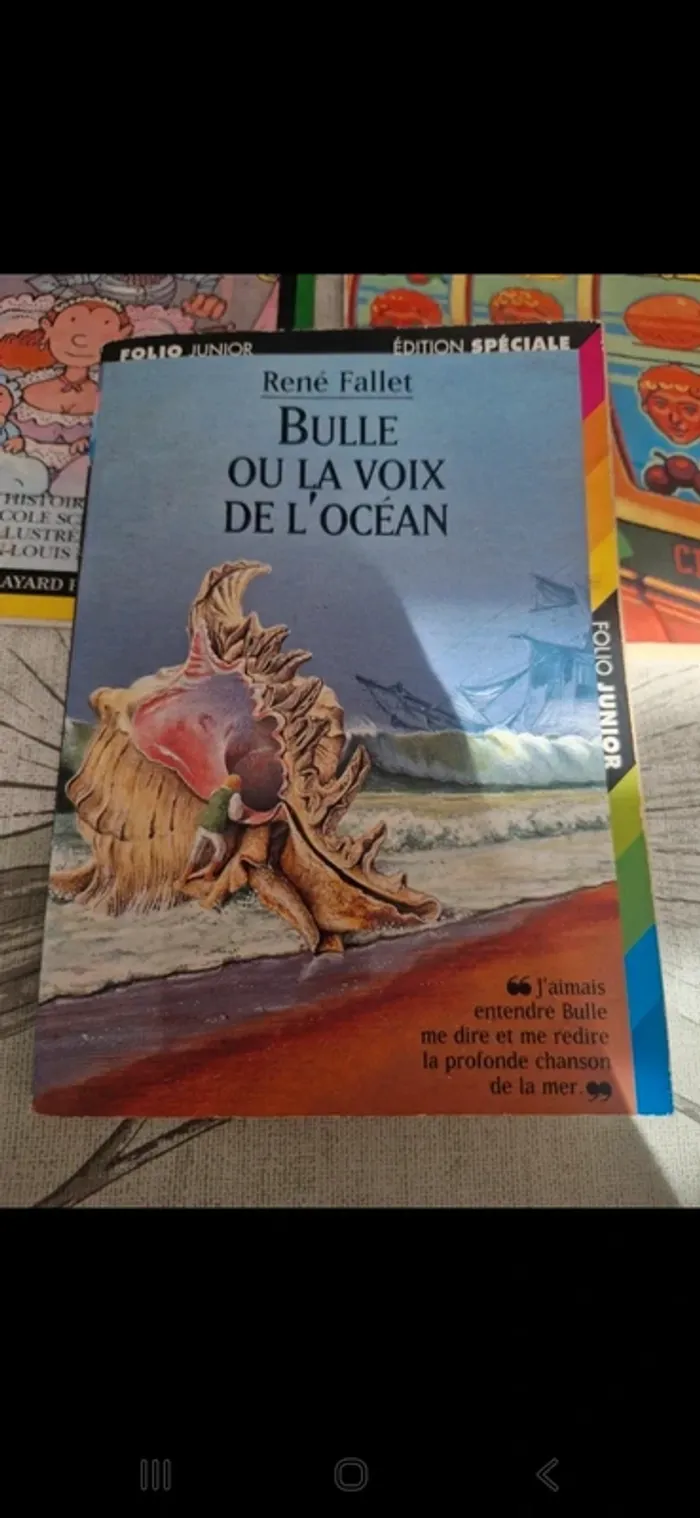 FOLIO JUNIOR
ÉDITION SPÉCIALE
René Fallet
BULLE
OU LA VOIX
DE L'OCÉAN
FOLIO JUNIOR
❝ J'aimais
entendre Bulle
me dire et me redire
la profonde chanson
de la mer. ❞